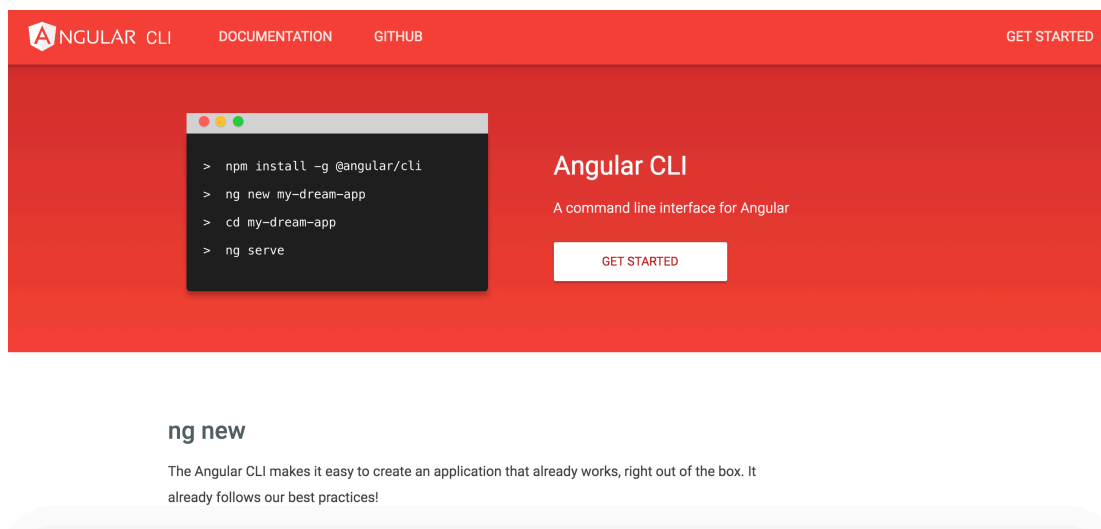 ANGULAR CLI DOCUMENTATION GITHUB GET STARTED
> npm install -g @angular/cli
> ng new my-dream-app
> cd my-dream-app
> ng serve
Angular CLI
A command line interface for Angular
GET STARTED
ng new
The Angular CLI makes it easy to create an application that already works, right out of the box. It
already follows our best practices!